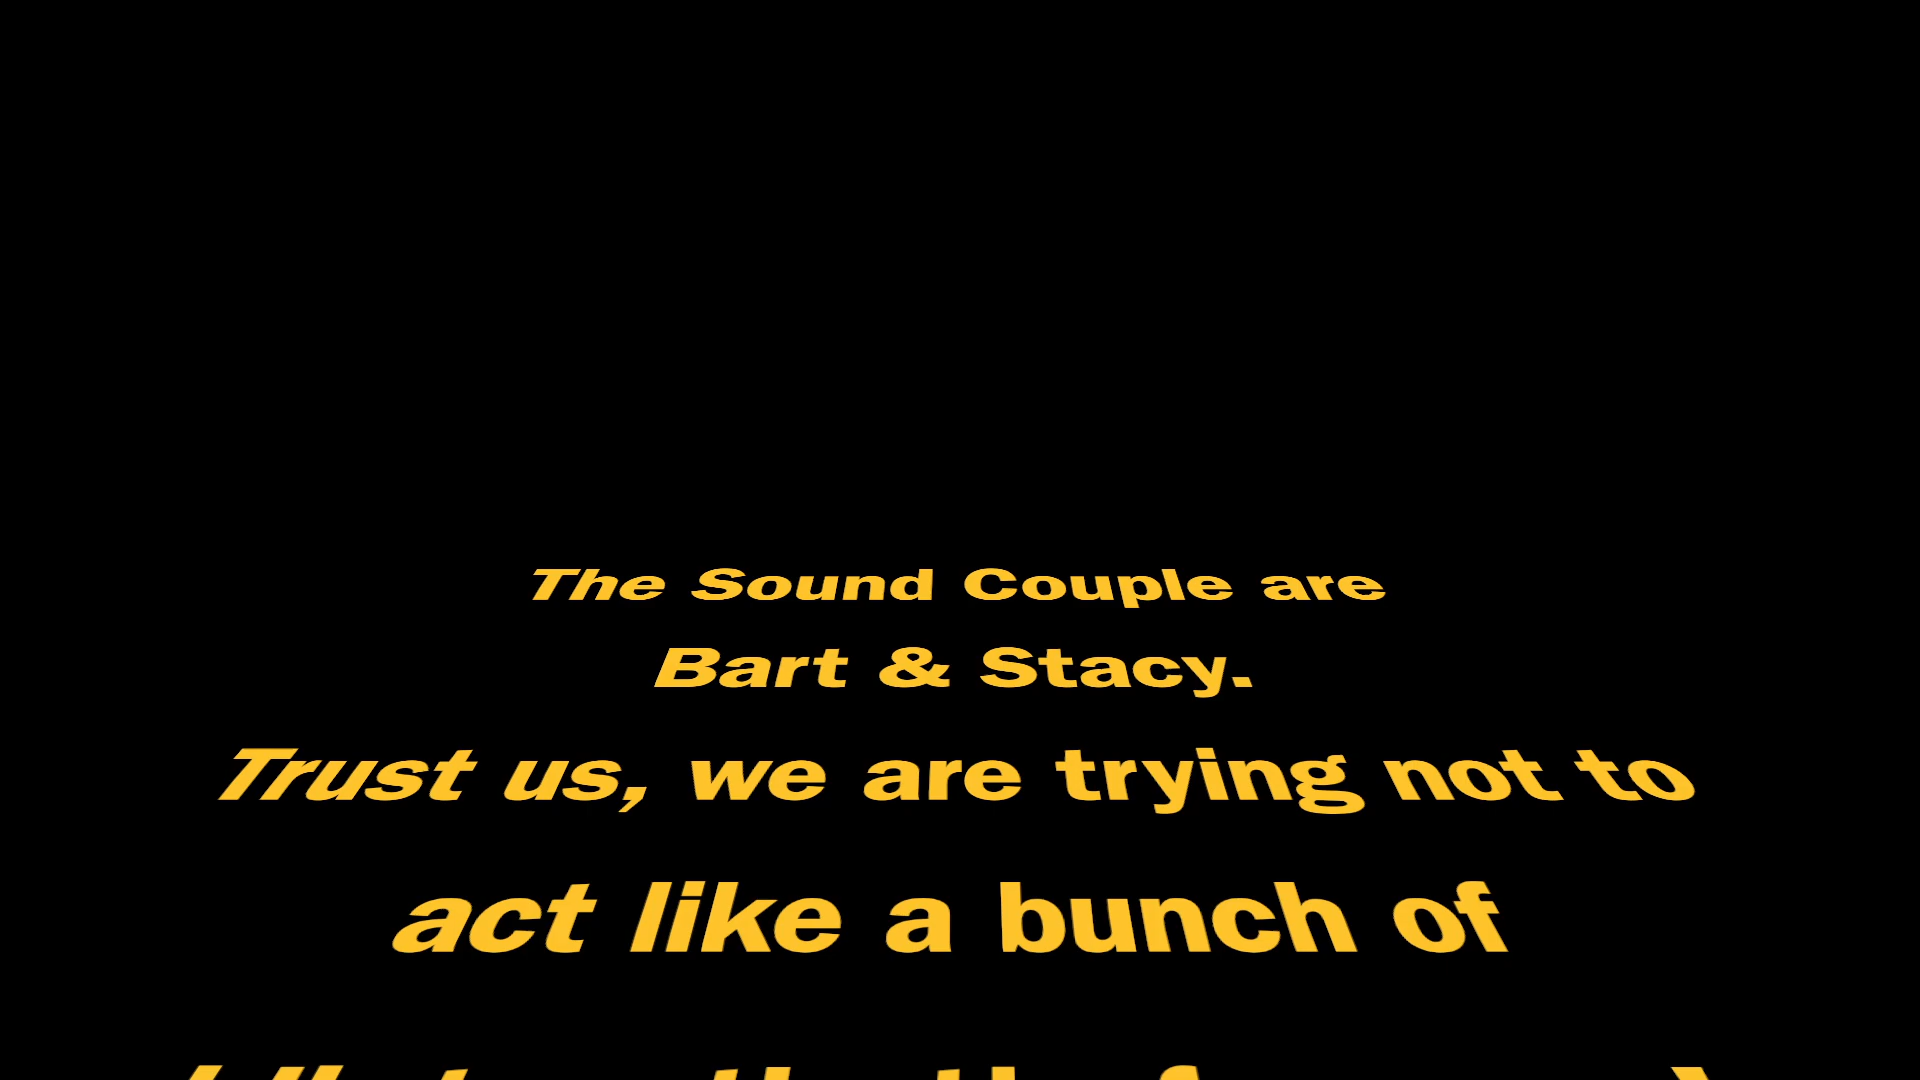 The Sound Couple are
Bart & Stacy.
Trust us, we are trying not to
act like a bunch of